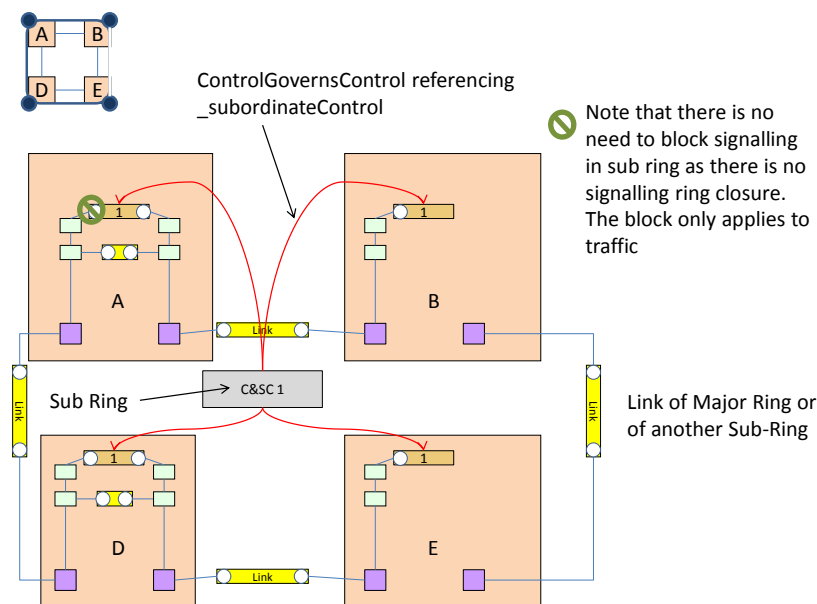 A B
D E
ControlGovernsControl referencing
_subordinateControl
Note that there is no
need to block signalling
in sub ring as there is no
signalling ring closure.
The block only applies to
traffic
1
1
A
B
Link
Link
Link
Sub Ring
C&SC 1
Link of Major Ring or
of another Sub-Ring
1
1
D
E
Link